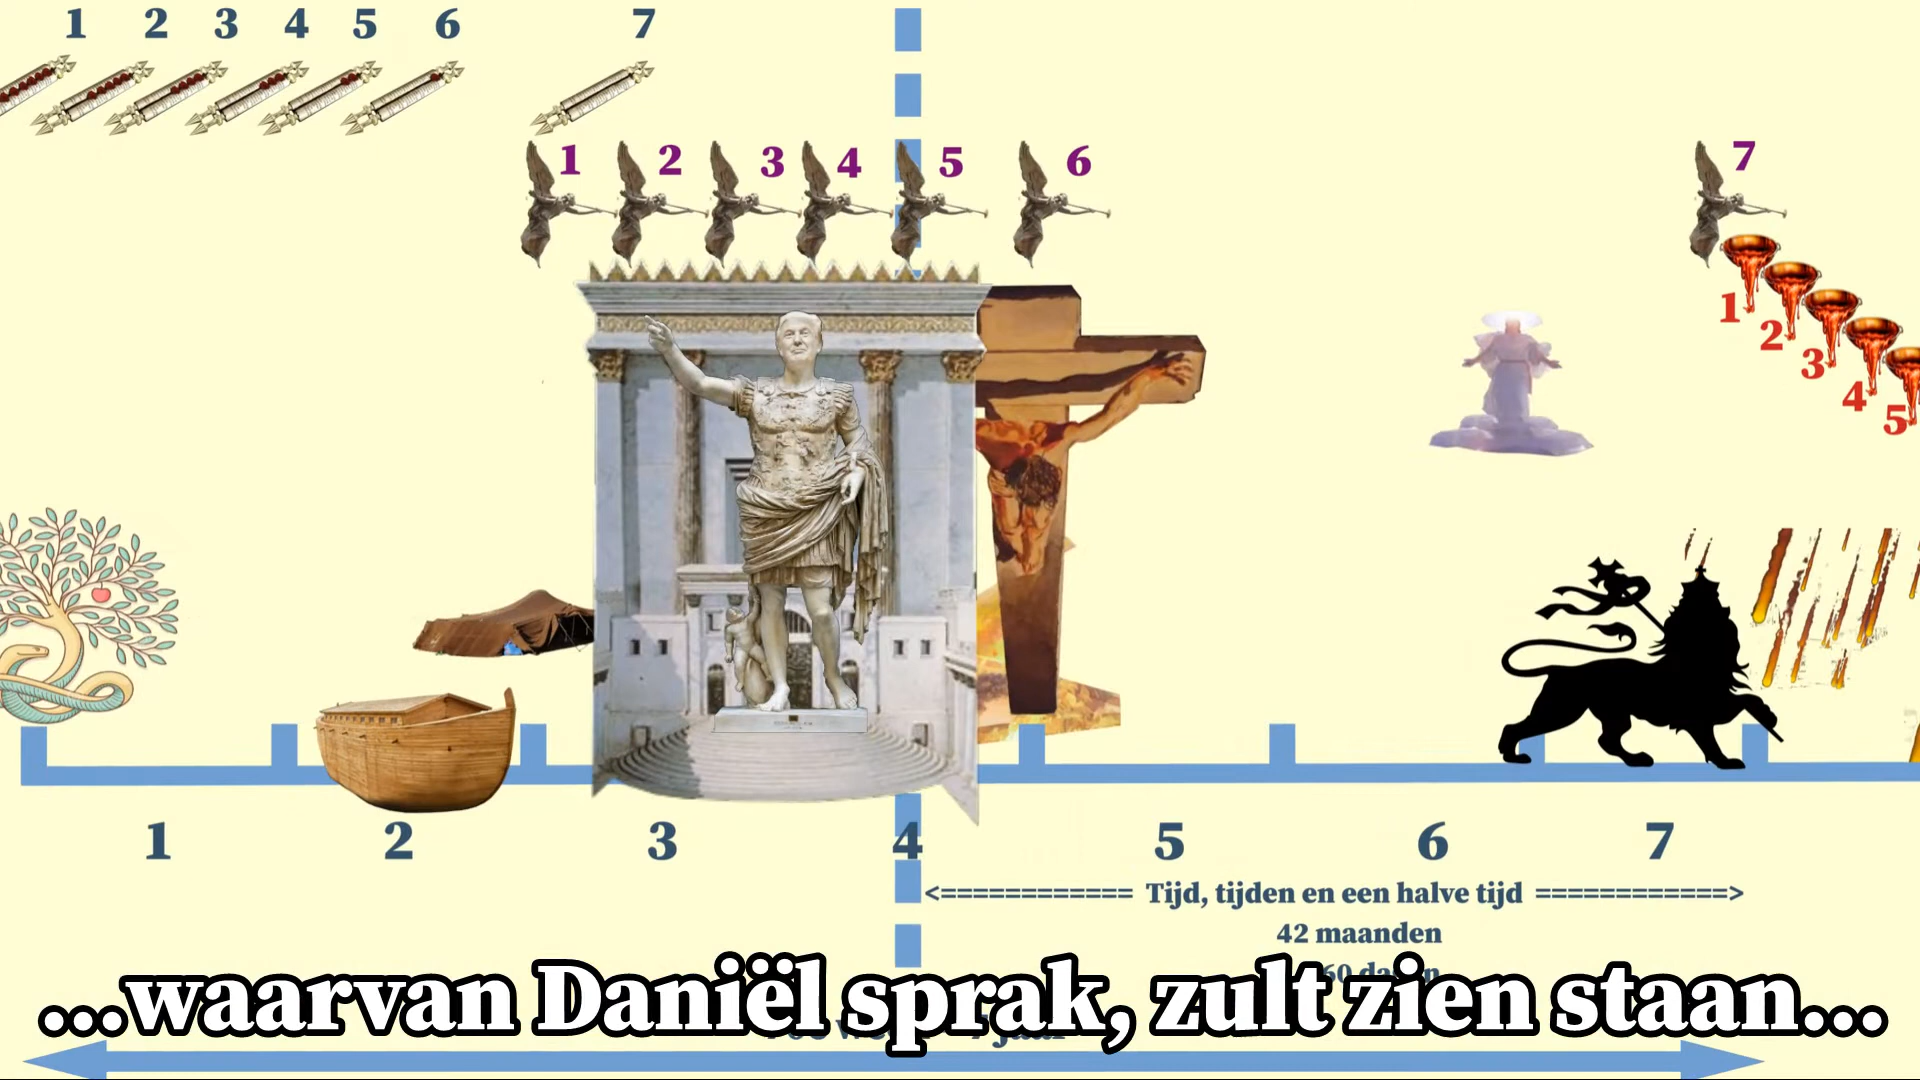 1 2 3 4 5 6 7
1 2 3 4 5 6 7
1
2
3
4
5
1 2 3 4 5 6 7
<============ Tijd, tijden en een halve tijd ============>
42 maanden
...waarvan Daniël sprak, zult zien staan...